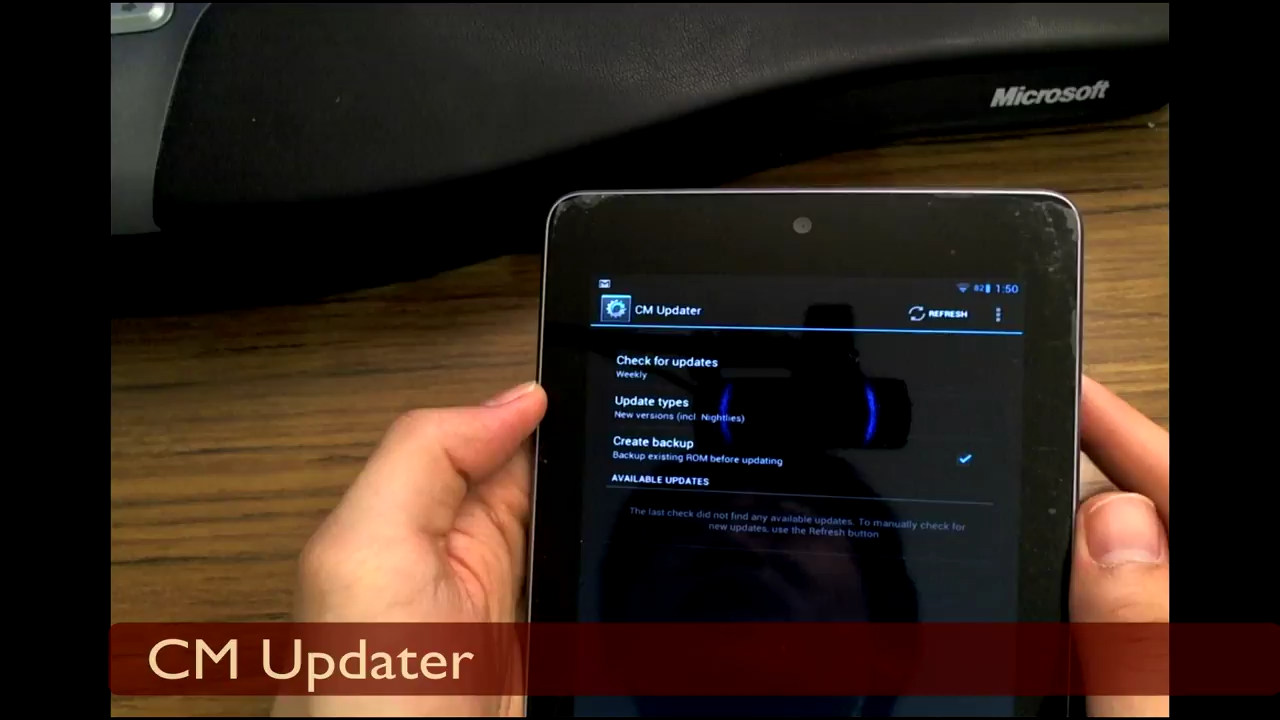 Microsoft
82 1:50
CM Updater
REFRESH
Check for updates
Weekly
Update types
New versions (incl. Nightlies)
Create backup
Backup existing ROM before updating
AVAILABLE UPDATES
The last check did not find any available updates. To manually check for
new updates, use the Refresh button
CM Updater